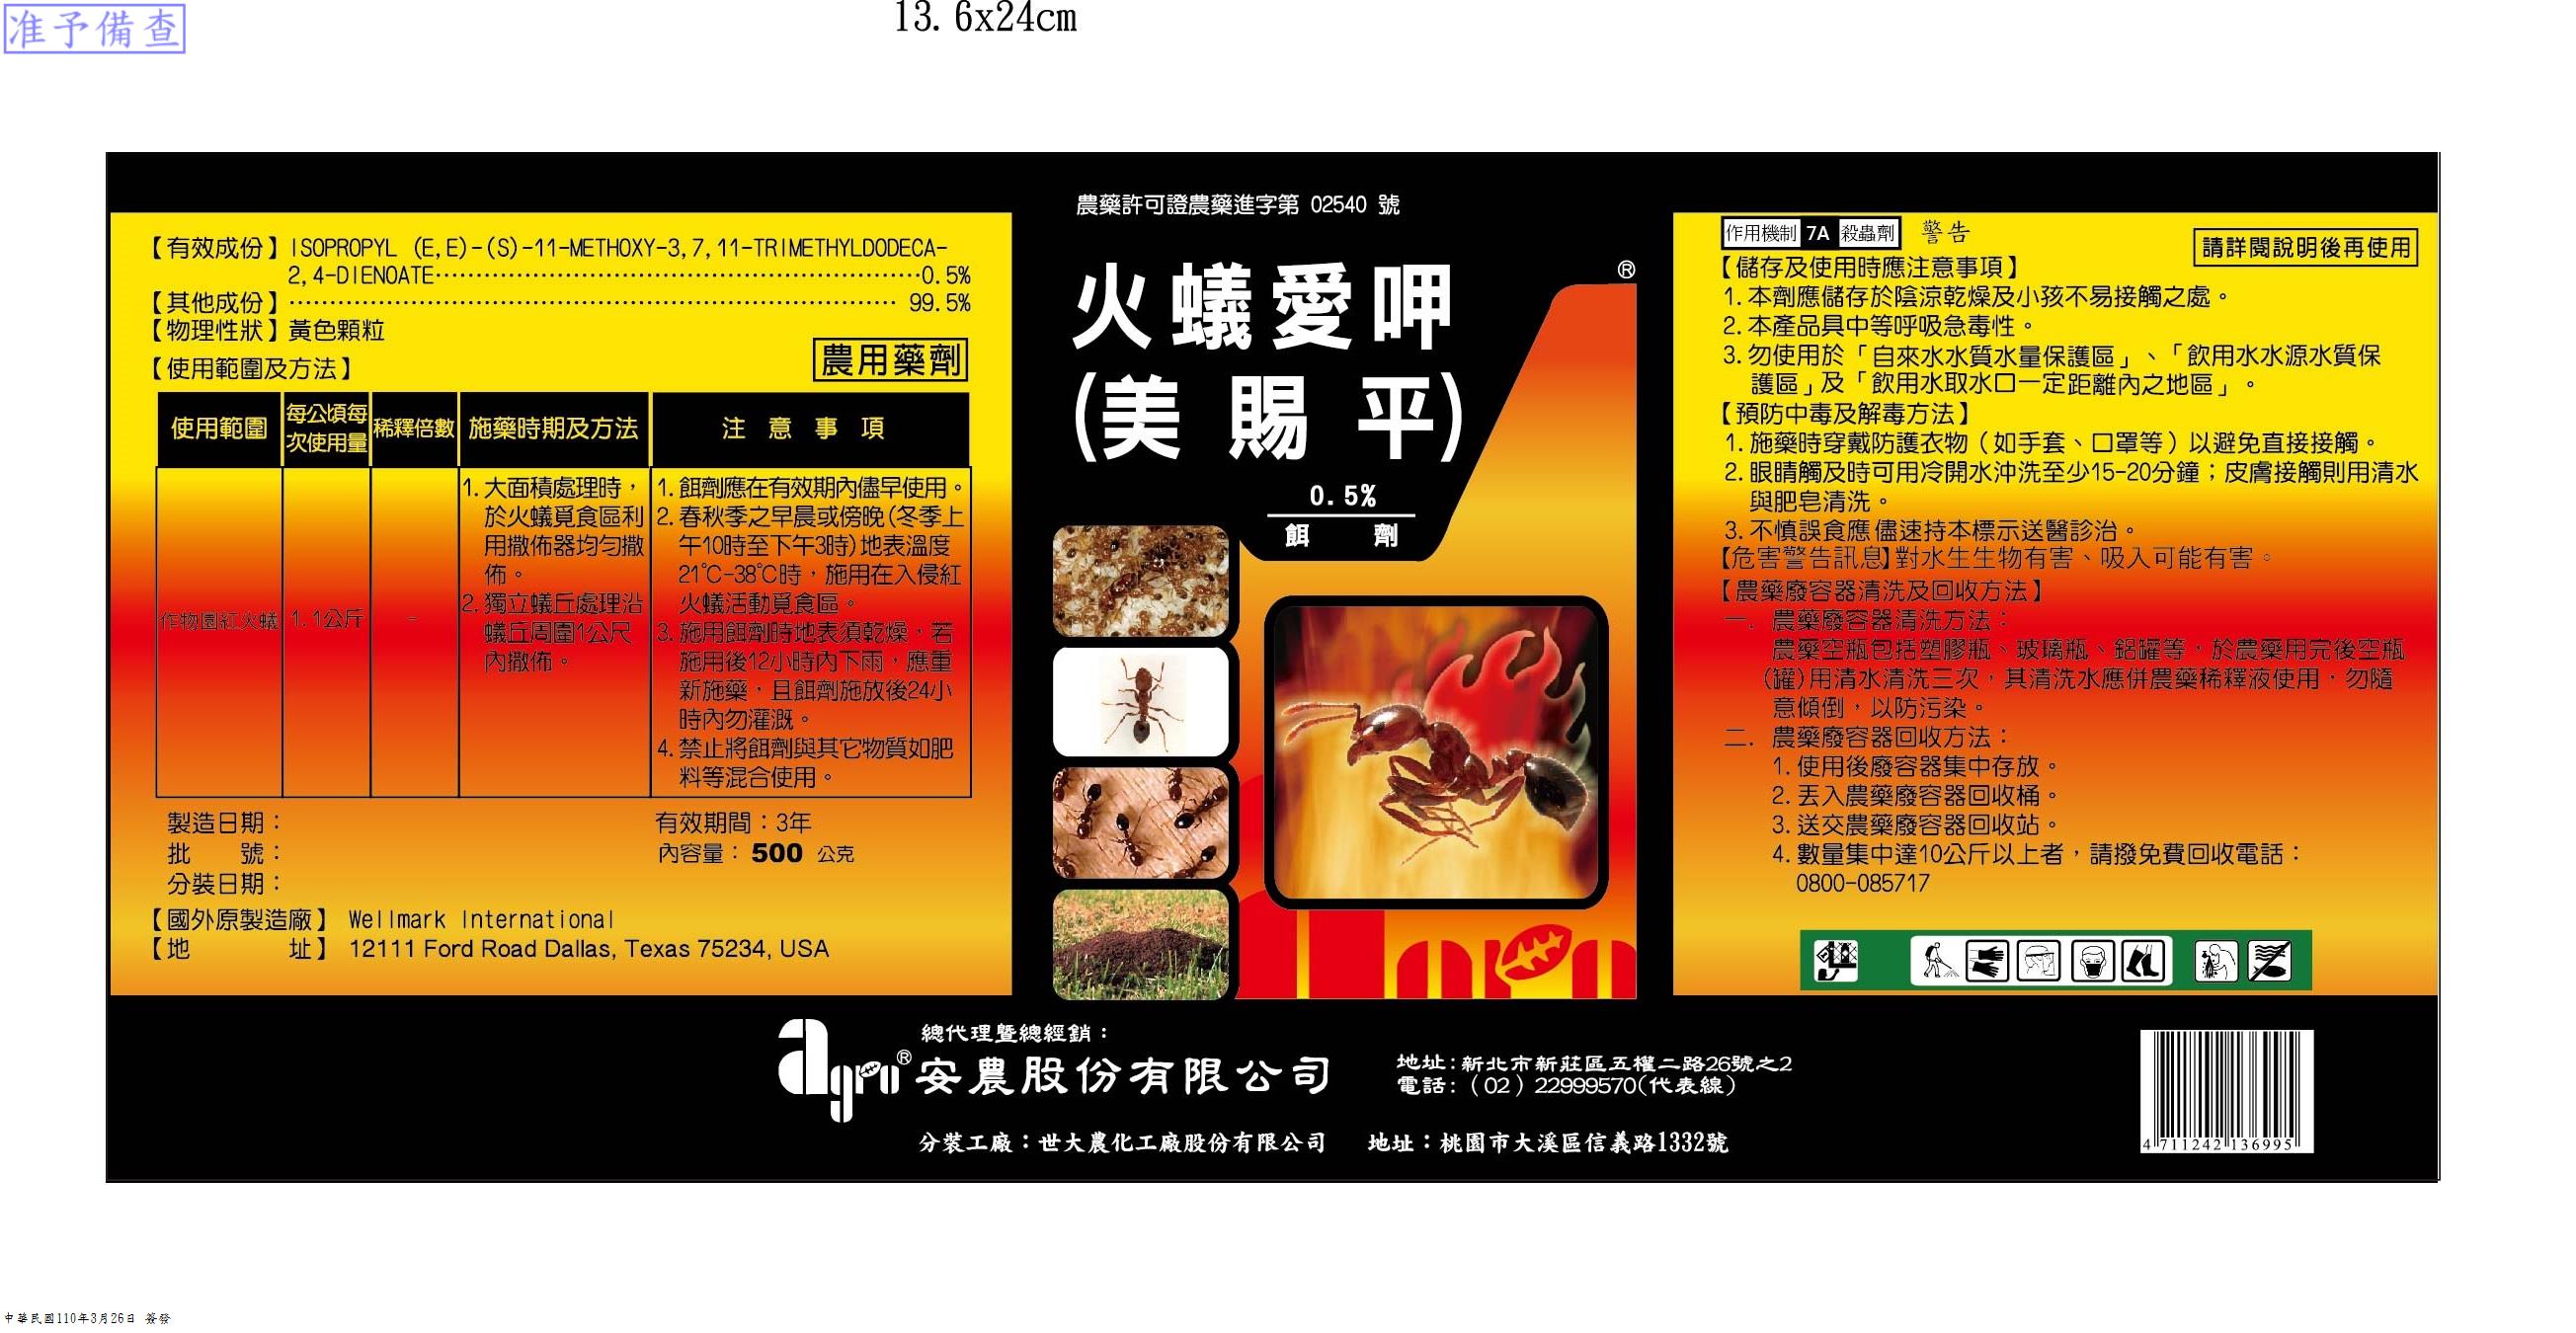 准予備查
13.6x24cm
農藥許可證農藥進字第 02540 號
【有效成份】ISOPROPYL (E,E)-(S)-11-METHOXY-3,7,11-TRIMETHYLDODECA-
2,4-DIENOATE…………………………………………………0.5%
【其他成份】………………………………………………………………… 99.5%
【物理性狀】黃色顆粒
【使用範圍及方法】
農用藥劑
使用範圍 每公頃每次使用量 稀釋倍數 施藥時期及方法 注意事項
作物園紅火蟻 1.1公斤 -
1.大面積處理時，
於火蟻覓食區利
用撒佈器均勻撒
佈。
2.獨立蟻丘處理沿
蟻丘周圍1公尺
內撒佈。
1.餌劑應在有效期內儘早使用。
2.春秋季之早晨或傍晚(冬季上
午10時至下午3時)地表溫度
21℃-38℃時，施用在入侵紅
火蟻活動覓食區。
3.施用餌劑時地表須乾燥，若
施用後12小時內下雨，應重
新施藥，且餌劑施放後24小
時內勿灌溉。
4.禁止將餌劑與其它物質如肥
料等混合使用。
製造日期：
批　　號：
分裝日期：
有效期間：3年
內容量：500 公克
【國外原製造廠】 Wellmark International
【地　　　　址】 12111 Ford Road Dallas, Texas 75234, USA
火蟻愛呷
®
(美賜平)
0.5%
餌　劑
作用機制 7A 殺蟲劑 警告
請詳閱說明後再使用
【儲存及使用時應注意事項】
1.本劑應儲存於陰涼乾燥及小孩不易接觸之處。
2.本產品具中等呼吸急毒性。
3.勿使用於「自來水水質水量保護區」、「飲用水水源水質保
護區」及「飲用水取水口一定距離內之地區」。
【預防中毒及解毒方法】
1.施藥時穿戴防護衣物（如手套、口罩等）以避免直接接觸。
2.眼睛觸及時可用冷開水沖洗至少15-20分鐘；皮膚接觸則用清水
與肥皂清洗。
3.不慎誤食應儘速持本標示送醫診治。
【危害警告訊息】對水生生物有害、吸入可能有害。
【農藥廢容器清洗及回收方法】
一. 農藥廢容器清洗方法：
農藥空瓶包括塑膠瓶、玻璃瓶、鋁罐等，於農藥用完後空瓶
(罐)用清水清洗三次，其清洗水應併農藥稀釋液使用，勿隨
意傾倒，以防污染。
二. 農藥廢容器回收方法：
1.使用後廢容器集中存放。
2.丟入農藥廢容器回收桶。
3.送交農藥廢容器回收站。
4.數量集中達10公斤以上者，請撥免費回收電話：
0800-085717
agro®
總代理暨總經銷：
安農股份有限公司
地址：新北市新莊區五權二路26號之2
電話：（02）22999570(代表線)
分裝工廠：世大農化工廠股份有限公司　地址：桃園市大溪區信義路1332號
4 711242 136995
中華民國110年3月26日 簽發